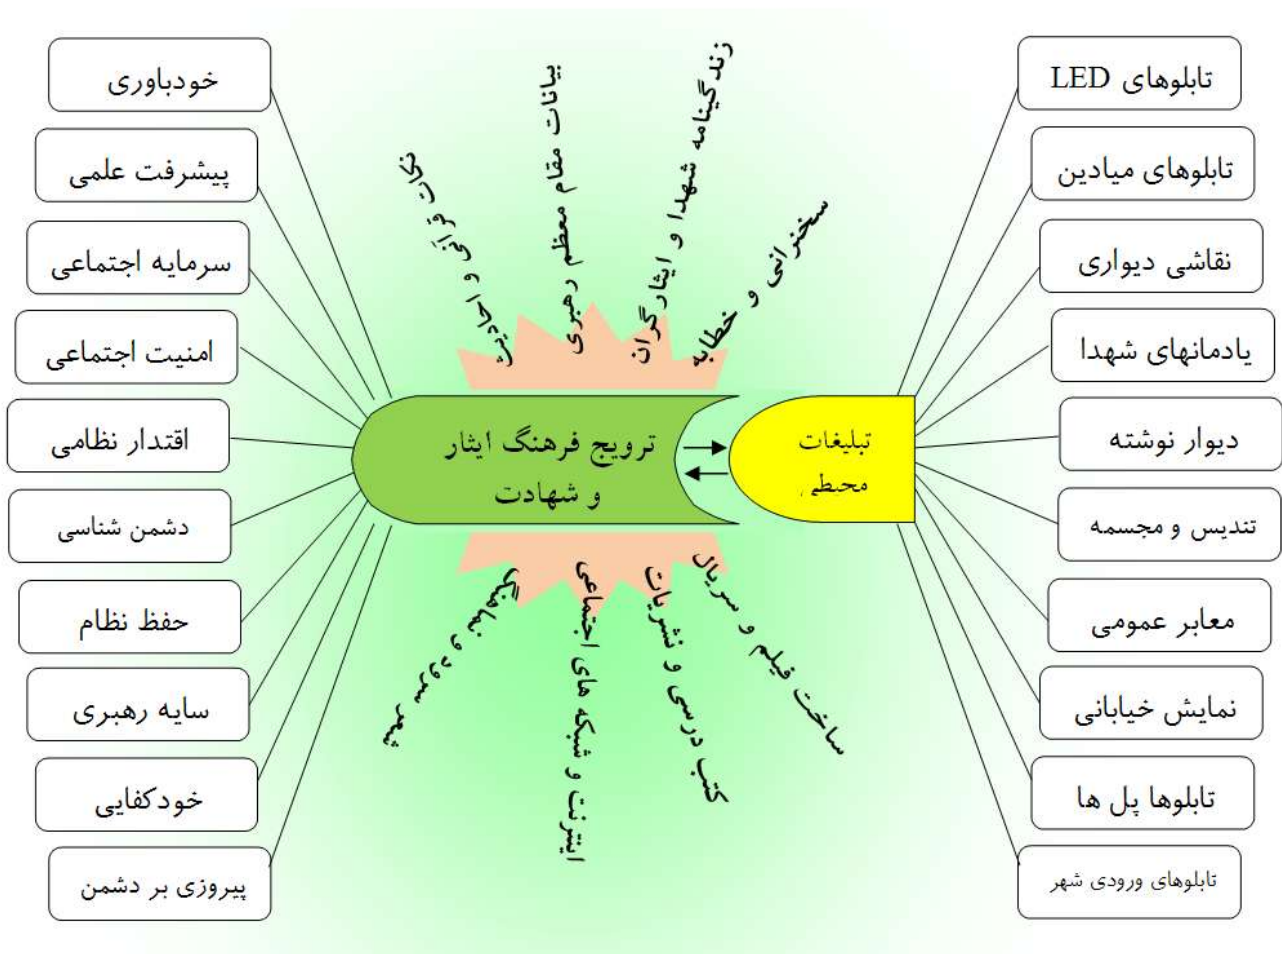 تابلوهای LED
تابلوهای میادین
نقاشی دیواری
یادمانهای شهدا
دیوار نوشته
تندیس و مجسمه
معابر عمومی
نمایش خیابانی
تابلوها پل ها
تابلوهای ورودی شهر
تبلیغات
محیطی
سخنرانی و خطابه
زندگینامه شهدا و ایثارگران
بیانات مقام معظم رهبری
نکات قرآنی و احادیث
ترویج فرهنگ ایثار
و شهادت
ساخت فیلم و سریال
کتب درسی و نشریات
اینترنت و شبکه های اجتماعی
شعر، سرود و نماهنگ
خودباوری
پیشرفت علمی
سرمایه اجتماعی
امنیت اجتماعی
اقتدار نظامی
دشمن شناسی
حفظ نظام
سایه رهبری
خودکفایی
پیروزی بر دشمن